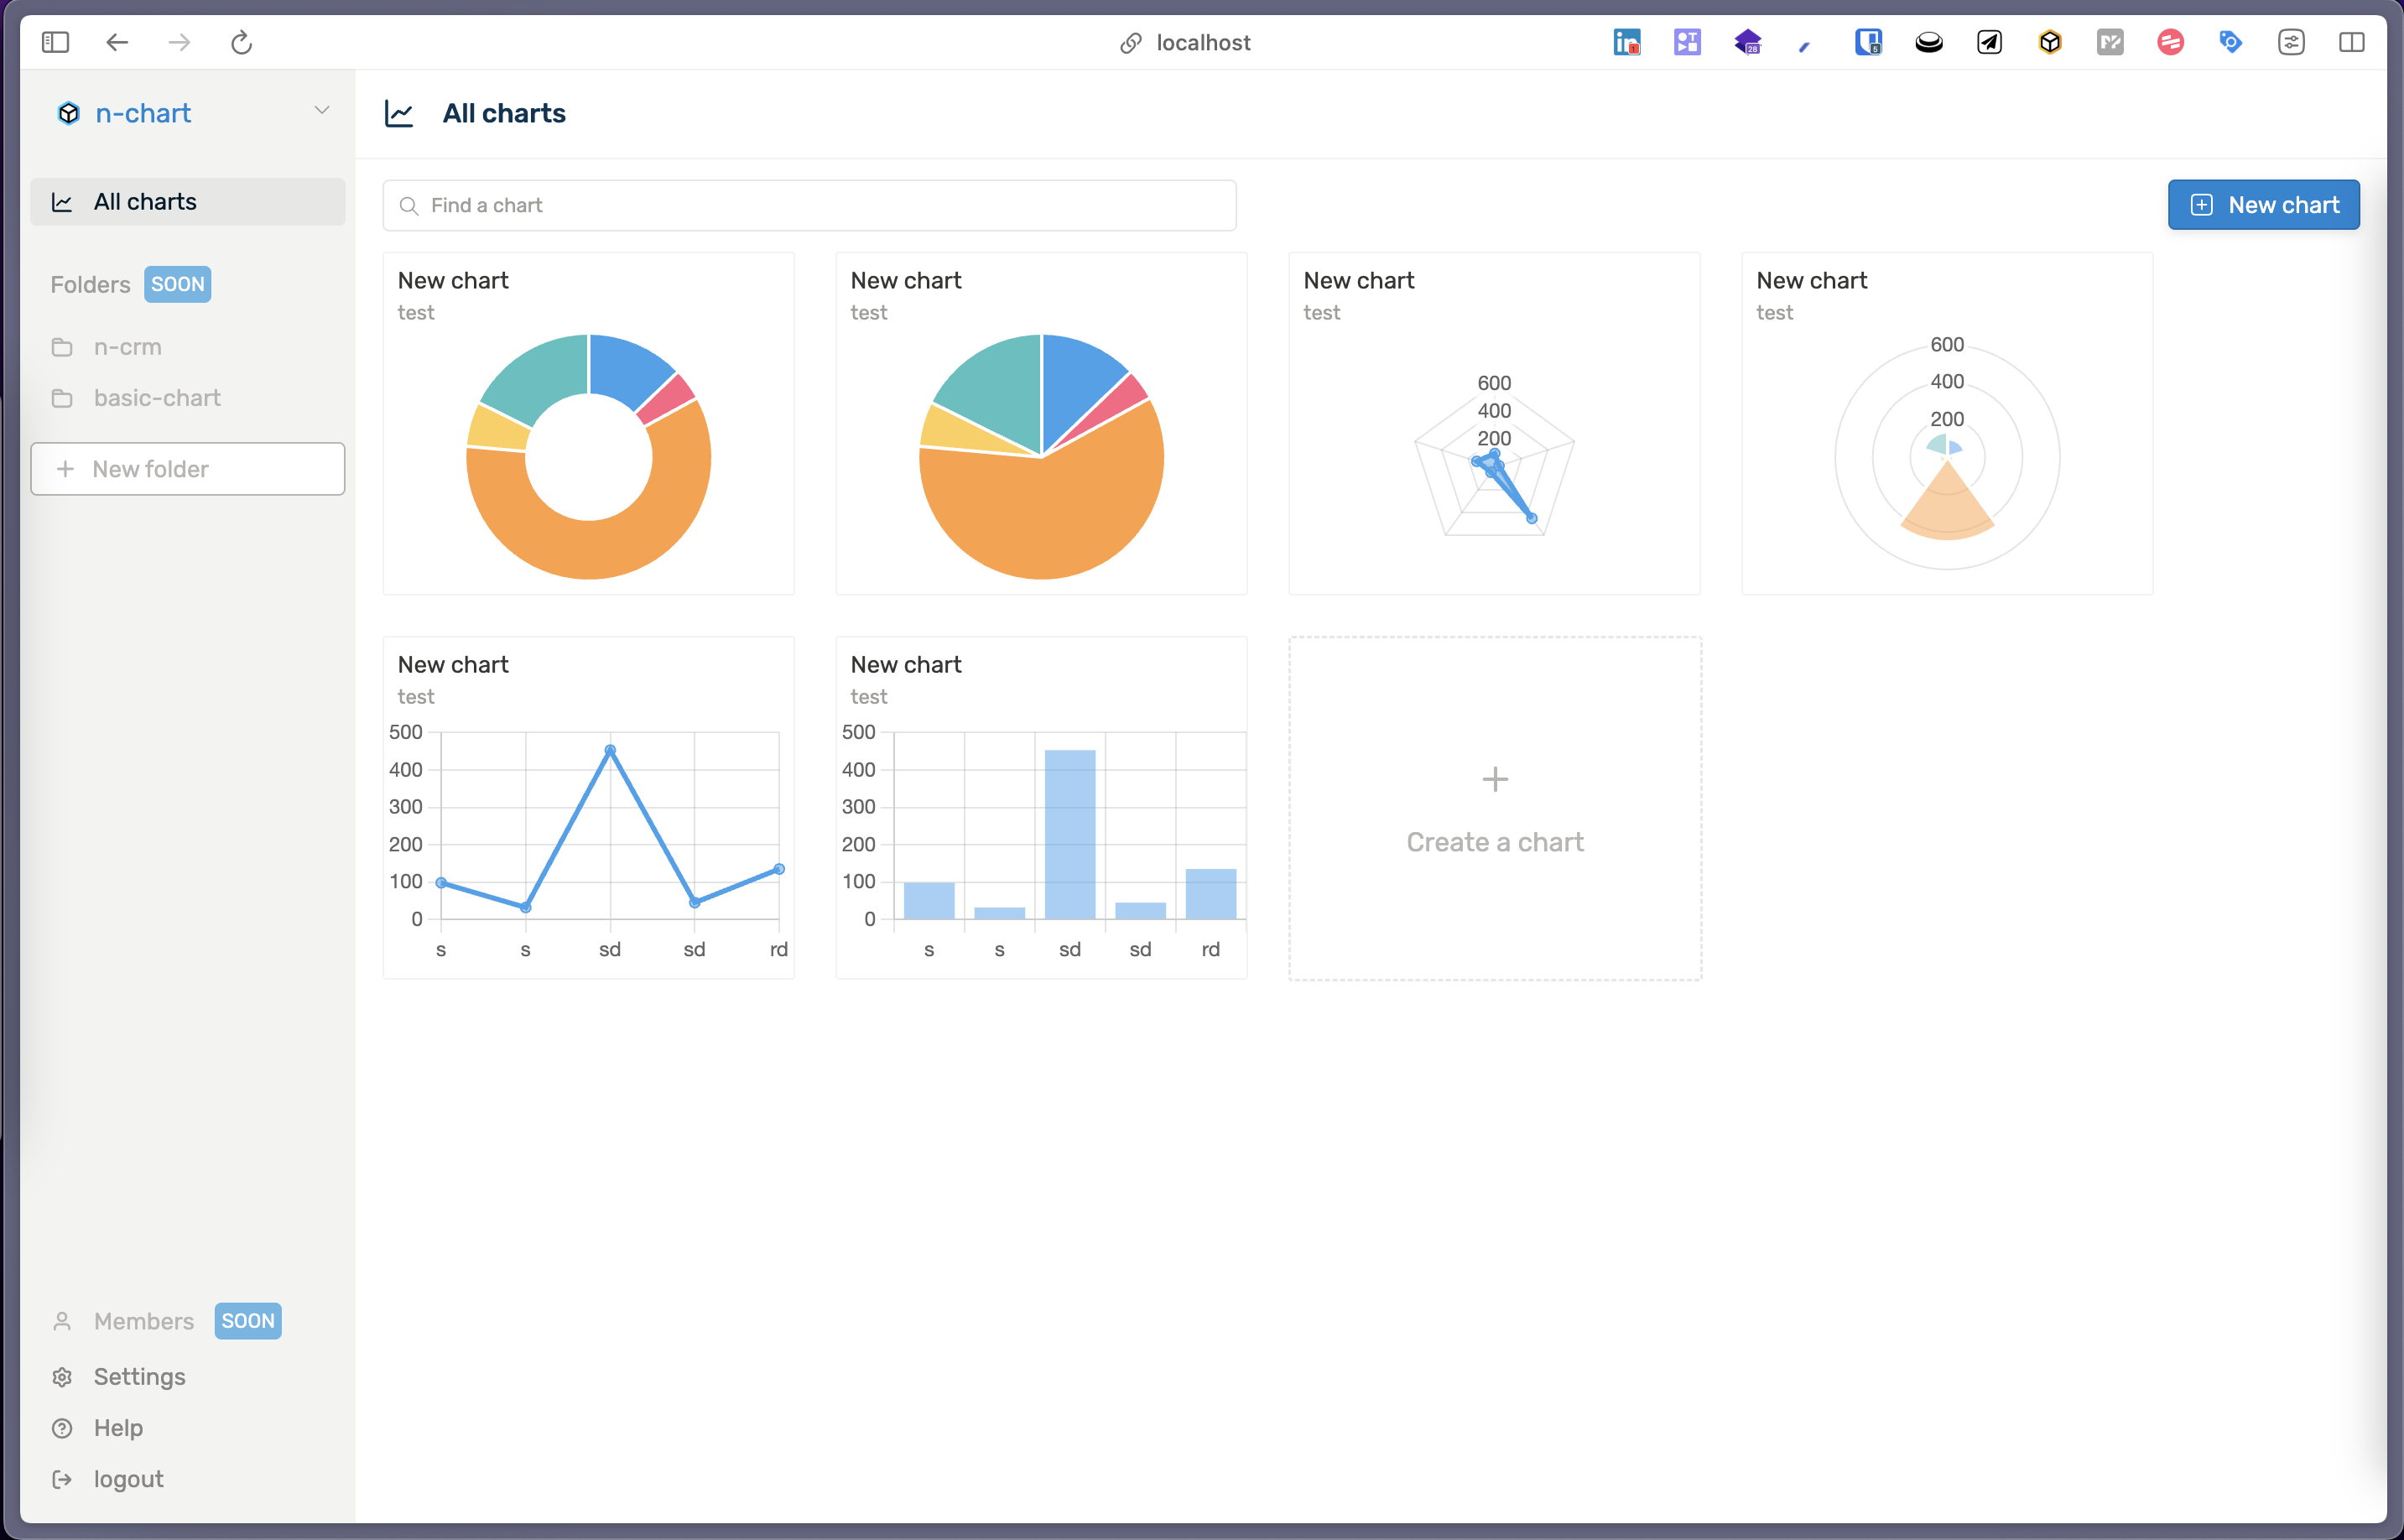 localhost
n-chart
All charts
Folders SOON
n-crm
basic-chart
New folder
Members SOON
Settings
Help
logout
All charts
Find a chart
New chart
New chart
test
New chart
test
New chart
test
600
400
200
New chart
test
600
400
200
New chart
test
500
400
300
200
100
0
s s sd sd rd
New chart
test
500
400
300
200
100
0
s s sd sd rd
Create a chart